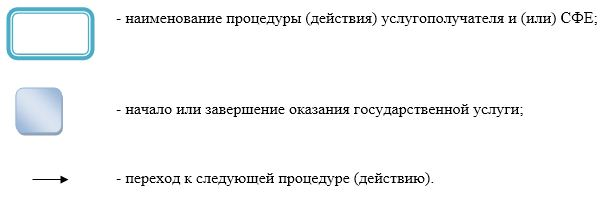 - наименование процедуры (действия) услугополучателя и (или) СФЕ;
- начало или завершение оказания государственной услуги;
- переход к следующей процедуре (действию).